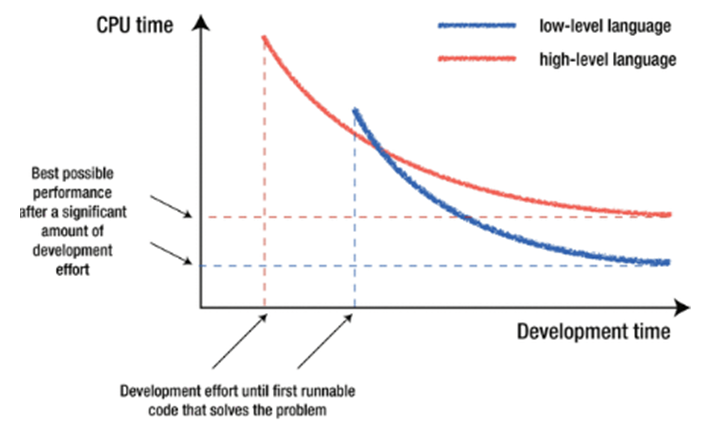 CPU time
low-level language
high-level language
Best possible
performance
after a significant
amount of
development
effort
Development time
Development effort until first runnable
code that solves the problem